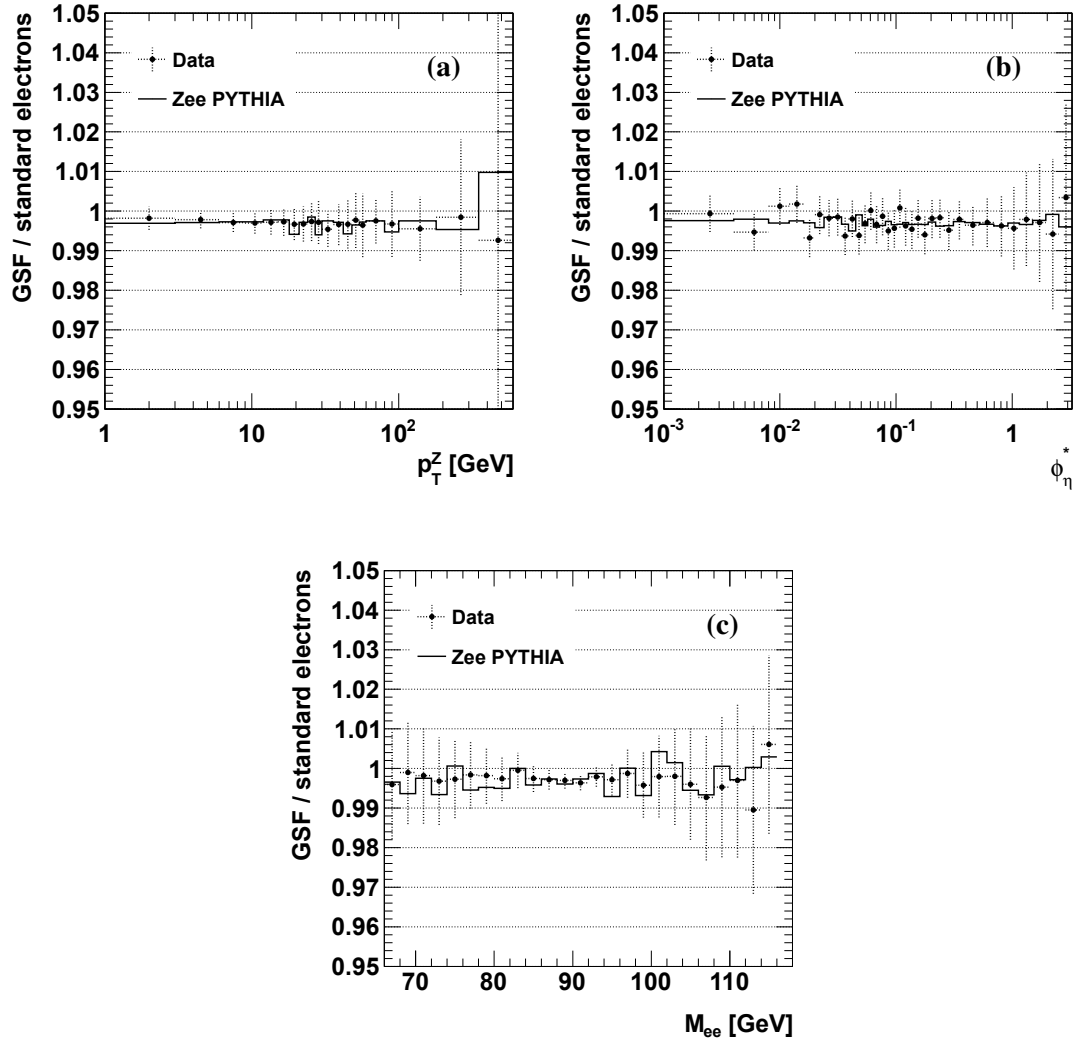 GSF / standard electrons
1.05
1.04
1.03
1.02
1.01
1
0.99
0.98
0.97
0.96
0.95
Data
Zee PYTHIA
(a)
1 10 10²
p_T^Z [GeV]
GSF / standard electrons
1.05
1.04
1.03
1.02
1.01
1
0.99
0.98
0.97
0.96
0.95
Data
Zee PYTHIA
(b)
10⁻³ 10⁻² 10⁻¹ 1
ϕ_η^*
GSF / standard electrons
1.05
1.04
1.03
1.02
1.01
1
0.99
0.98
0.97
0.96
0.95
Data
Zee PYTHIA
(c)
70 80 90 100 110
M_ee [GeV]